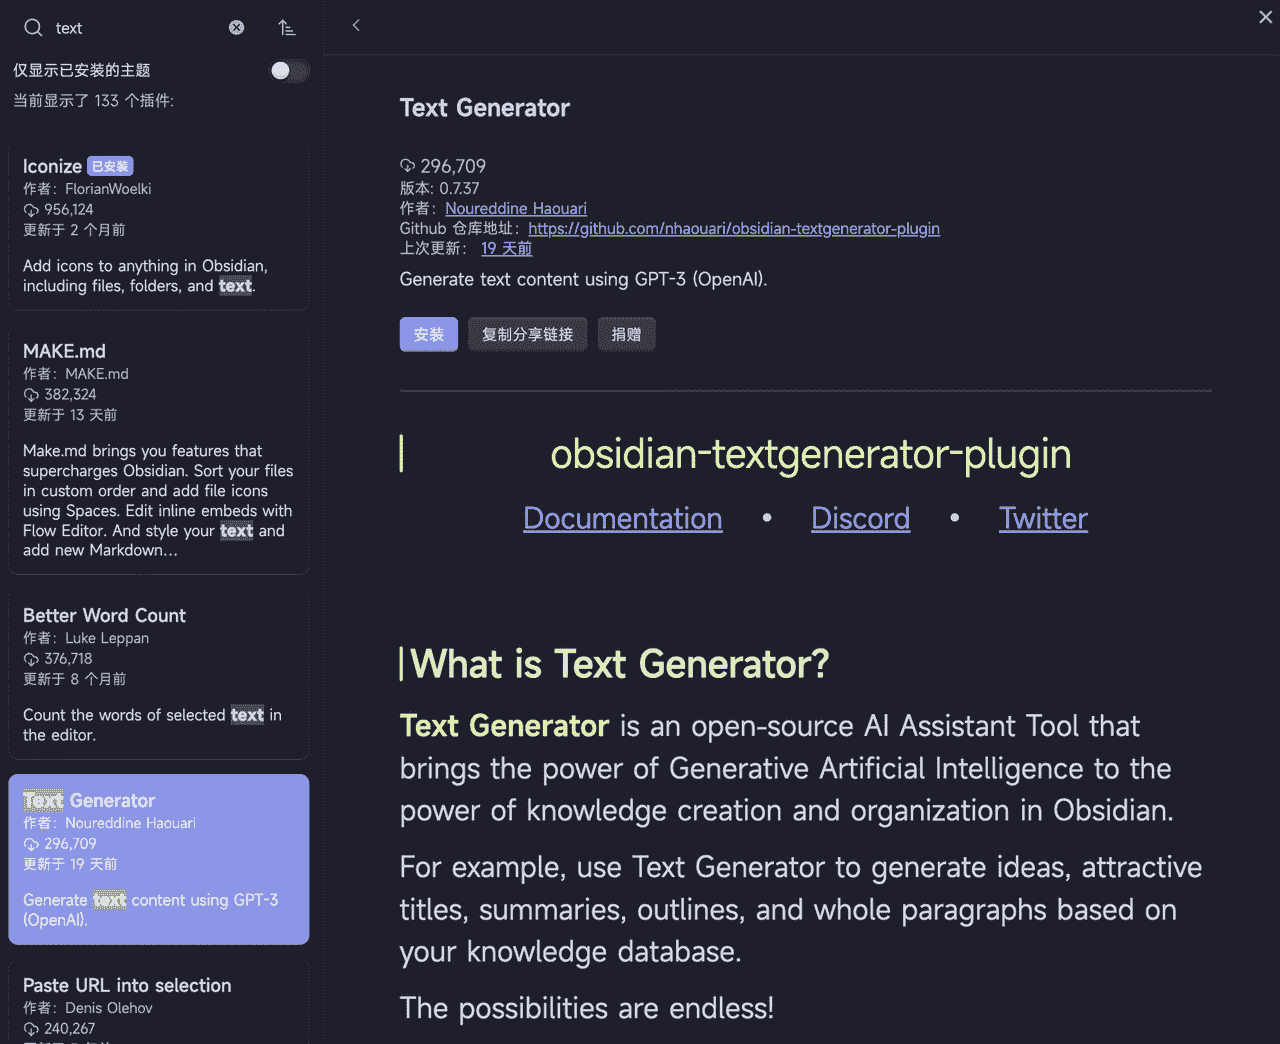 text
仅显示已安装的主题
当前显示了 133 个插件:
Iconize 已安装
作者：FlorianWoelki
956,124
更新于 2 个月前
Add icons to anything in Obsidian,
including files, folders, and text.
MAKE.md
作者：MAKE.md
382,324
更新于 13 天前
Make.md brings you features that
supercharges Obsidian. Sort your files
in custom order and add file icons
using Spaces. Edit inline embeds with
Flow Editor. And style your text and
add new Markdown...
Better Word Count
作者：Luke Leppan
376,718
更新于 8 个月前
Count the words of selected text in
the editor.
Text Generator
作者：Noureddine Haouari
296,709
更新于 19 天前
Generate text content using GPT-3
(OpenAI).
Paste URL into selection
作者：Denis Olehov
240,267
Text Generator
296,709
版本: 0.7.37
作者：Noureddine Haouari
Github 仓库地址：https://github.com/nhaouari/obsidian-textgenerator-plugin
上次更新： 19 天前
Generate text content using GPT-3 (OpenAI).
安装 复制分享链接 捐赠
obsidian-textgenerator-plugin
Documentation • Discord • Twitter
What is Text Generator?
Text Generator is an open-source AI Assistant Tool that
brings the power of Generative Artificial Intelligence to the
power of knowledge creation and organization in Obsidian.
For example, use Text Generator to generate ideas, attractive
titles, summaries, outlines, and whole paragraphs based on
your knowledge database.
The possibilities are endless!